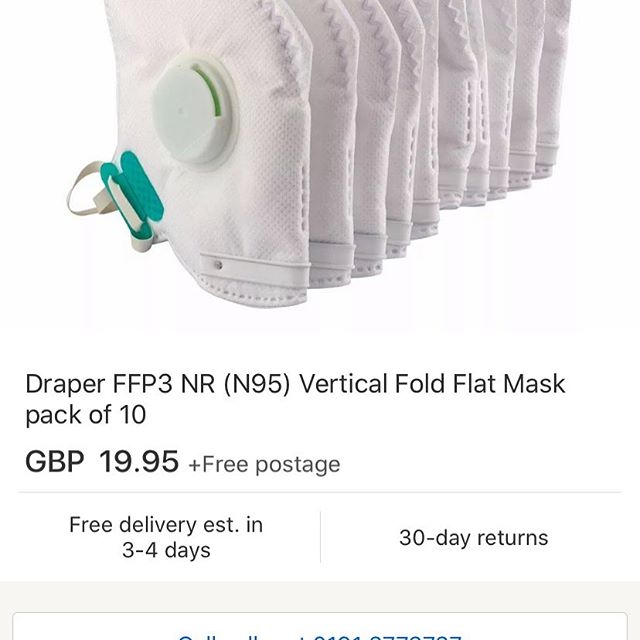 Draper FFP3 NR (N95) Vertical Fold Flat Mask
pack of 10
GBP 19.95 +Free postage
Free delivery est. in
3-4 days
30-day returns